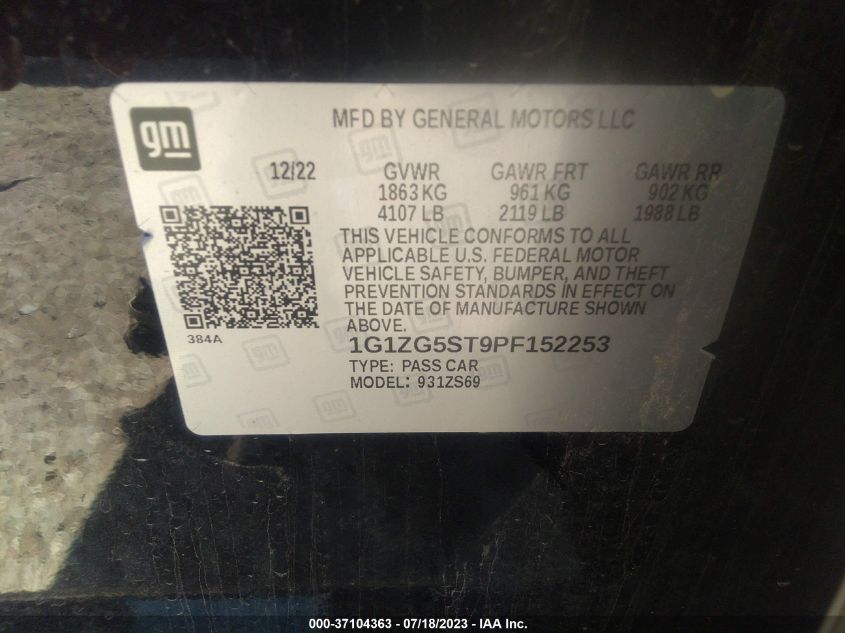 gm
MFD BY GENERAL MOTORS LLC
12/22 GVWR GAWR FRT GAWR RR
1863 KG 961 KG 902 KG
4107 LB 2119 LB 1988 LB
THIS VEHICLE CONFORMS TO ALL
APPLICABLE U.S. FEDERAL MOTOR
VEHICLE SAFETY, BUMPER, AND THEFT
PREVENTION STANDARDS IN EFFECT ON
THE DATE OF MANUFACTURE SHOWN
ABOVE.
384A
1G1ZG5ST9PF152253
TYPE: PASS CAR
MODEL: 931ZS69
000-37104363 - 07/18/2023 - IAA Inc.